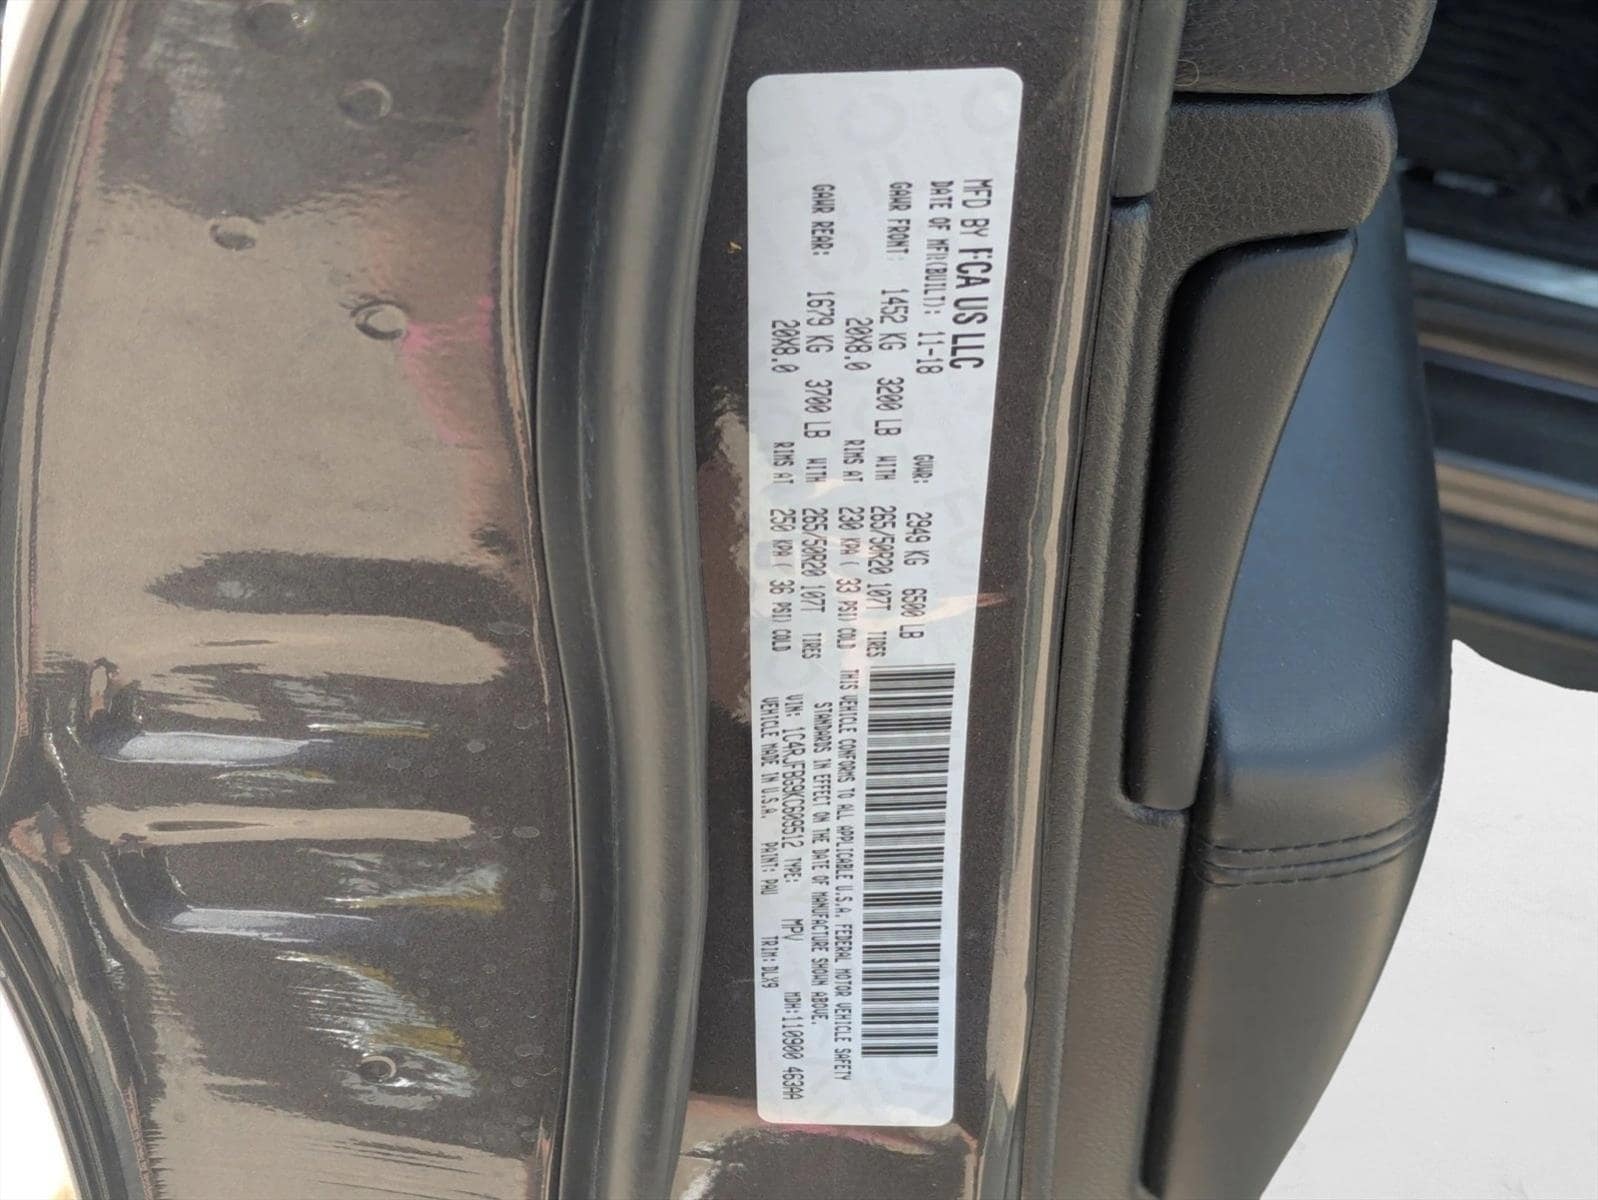 MFD BY FCA US LLC
DATE OF MFR(BUILT): 11-18 GVWR: 2949 KG 6500 LB
GAWR FRONT: 1452 KG 3200 LB WITH 265/50R20 107T TIRES
20X8.0 RIMS AT 230 KPA ( 33 PSI) COLD
GAWR REAR: 1679 KG 3700 LB WITH 265/50R20 107T TIRES
20X8.0 RIMS AT 250 KPA ( 36 PSI) COLD
THIS VEHICLE CONFORMS TO ALL APPLICABLE U.S.A. FEDERAL MOTOR VEHICLE SAFETY
STANDARDS IN EFFECT ON THE DATE OF MANUFACTURE SHOWN ABOVE.
VIN: 1C4RJFBG9KC609512 TYPE: MPV MDH:110900 463AA
VEHICLE MADE IN U.S.A. PAINT: PAU TRIM:DLX9